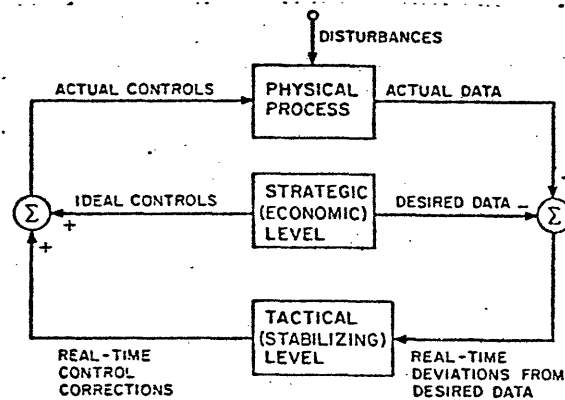 DISTURBANCES
ACTUAL CONTROLS
PHYSICAL
PROCESS
ACTUAL DATA
Σ
+
IDEAL CONTROLS
STRATEGIC
(ECONOMIC)
LEVEL
DESIRED DATA
-
Σ
+
TACTICAL
(STABILIZING)
LEVEL
REAL-TIME
CONTROL
CORRECTIONS
REAL-TIME
DEVIATIONS FROM
DESIRED DATA